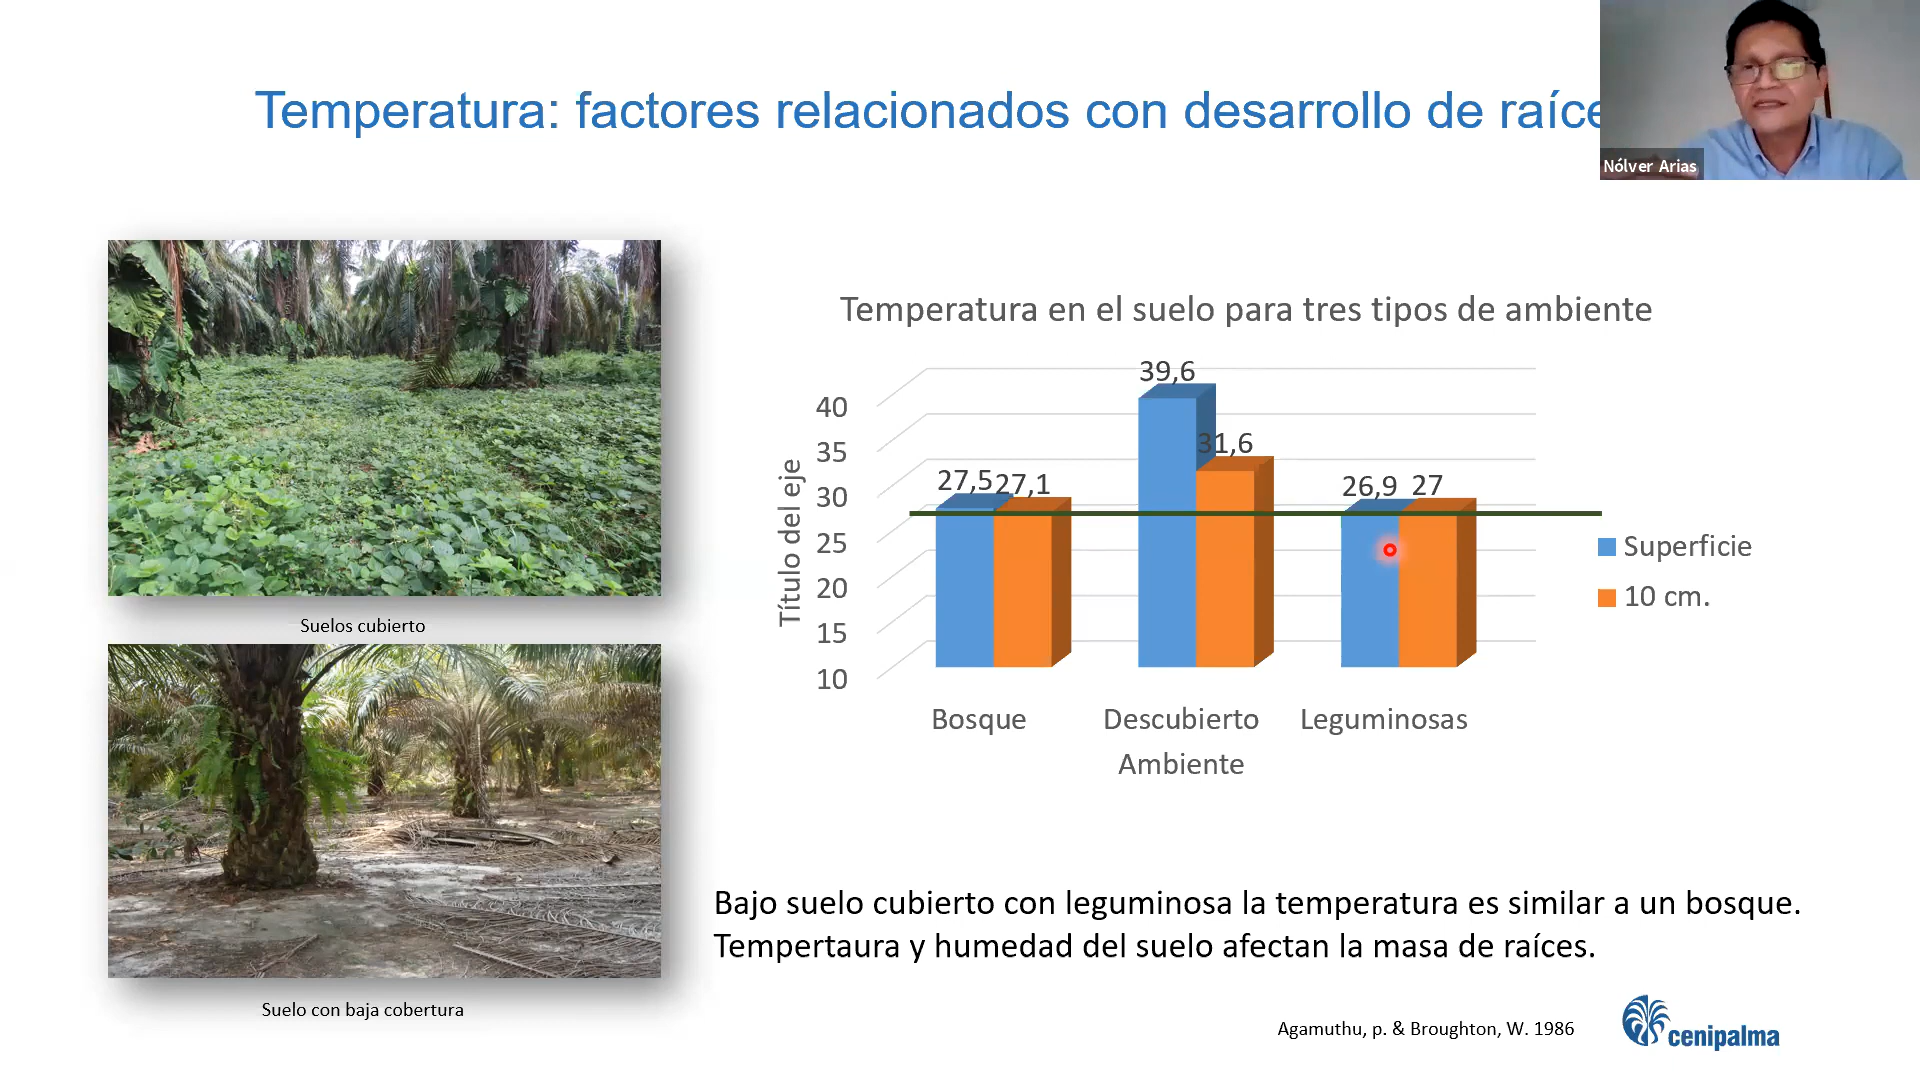 Temperatura: factores relacionados con desarrollo de raíce
Nólver Arias
Suelos cubierto
Suelo con baja cobertura
Temperatura en el suelo para tres tipos de ambiente
Título del eje
40
35
30
25
20
15
10
27,5 27,1
39,6
31,6
26,9 27
Bosque Descubierto Leguminosas
Ambiente
Superficie
10 cm.
Bajo suelo cubierto con leguminosa la temperatura es similar a un bosque.
Tempertaura y humedad del suelo afectan la masa de raíces.
Agamuthu, p. & Broughton, W. 1986
cenipalma